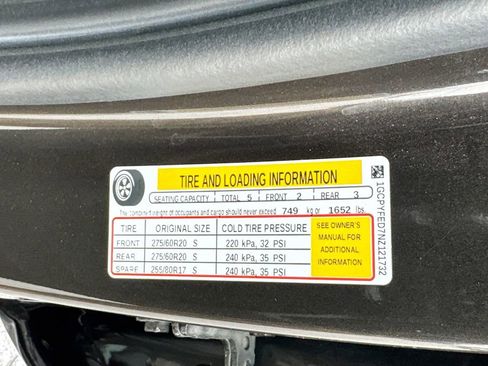 TIRE AND LOADING INFORMATION
SEATING CAPACITY TOTAL 5 FRONT 2 REAR 3
The combined weight of occupants and cargo should never exceed 749 kg or 1652 lbs.
TIRE ORIGINAL SIZE COLD TIRE PRESSURE
FRONT 275/60R20 S 220 kPa, 32 PSI
REAR 275/60R20 S 240 kPa, 35 PSI
SPARE 255/80R17 S 240 kPa, 35 PSI
SEE OWNER'S
MANUAL FOR
ADDITIONAL
INFORMATION
1GCPYFED7NZ121732